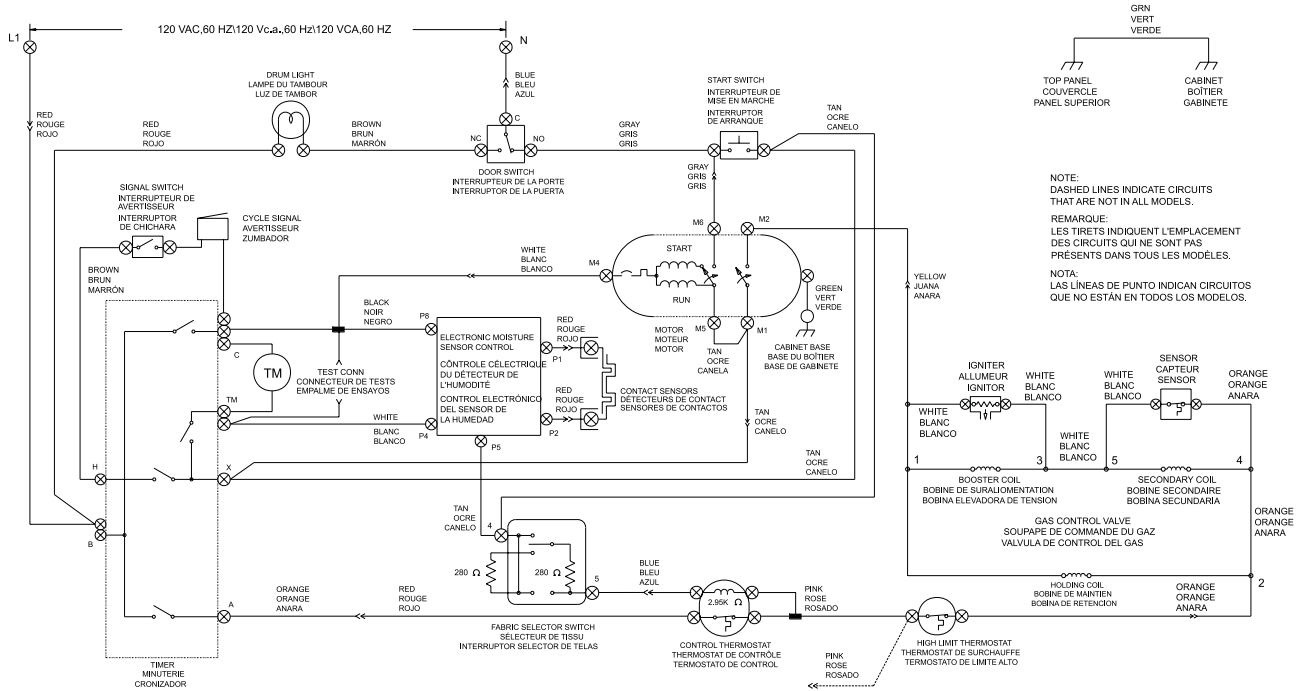 L1
120 VAC,60 HZ\120 Vc.a.,60 Hz\120 VCA,60 HZ
N
GRN
VERT
VERDE
TOP PANEL
COUVERCLE
PANEL SUPERIOR
CABINET
BOÎTIER
GABINETE
RED
ROUGE
ROJO
DRUM LIGHT
LAMPE DU TAMBOUR
LUZ DE TAMBOR
RED
ROUGE
ROJO
BROWN
BRUN
MARRÓN
BLUE
BLEU
AZUL
C
NC
NO
DOOR SWITCH
INTERRUPTEUR DE LA PORTE
INTERRUPTOR DE LA PUERTA
GRAY
GRIS
GRIS
START SWITCH
INTERRUPTEUR DE
MISE EN MARCHE
INTERRUPTOR
DE ARRANQUE
TAN
OCRE
CANELO
GRAY
GRIS
GRIS
NOTE:
DASHED LINES INDICATE CIRCUITS
THAT ARE NOT IN ALL MODELS.
REMARQUE:
LES TIRETS INDIQUENT L'EMPLACEMENT
DES CIRCUITS QUI NE SONT PAS
PRÉSENTS DANS TOUS LES MODÈLES.
NOTA:
LAS LÍNEAS DE PUNTO INDICAN CIRCUITOS
QUE NO ESTÁN EN TODOS LOS MODELOS.
SIGNAL SWITCH
INTERRUPTEUR DE
AVERTISSEUR
INTERRUPTOR
DE CHICHARA
CYCLE SIGNAL
AVERTISSEUR
ZUMBADOR
BROWN
BRUN
MARRÓN
WHITE
BLANC
BLANCO
M4
M6
M2
START
RUN
M5
M1
MOTOR
MOTEUR
MOTOR
TAN
OCRE
CANELA
GREEN
VERT
VERDE
CABINET BASE
BASE DU BOÎTIER
BASE DE GABINETE
YELLOW
JUANA
ANARA
BLACK
NOIR
NEGRO
P8
C
TM
TM
TEST CONN
CONNECTEUR DE TESTS
EMPALME DE ENSAYOS
ELECTRONIC MOISTURE
SENSOR CONTROL
CÔNTRÔLE CÉLECTRIQUE
DU DÉTECTEUR DE
L'HUMODITÉ
CONTROL ELECTRÓNICO
DEL SENSOR DE
LA HUMEDAD
RED
ROUGE
ROJO
P1
RED
ROUGE
ROJO
P2
CONTACT SENSORS
DÉTECTEURS DE CONTACT
SENSORES DE CONTACTOS
WHITE
BLANC
BLANCO
P4
P5
TAN
OCRE
CANELO
TAN
OCRE
CANELO
H
X
B
IGNITER
ALLUMEUR
IGNITOR
WHITE
BLANC
BLANCO
WHITE
BLANC
BLANCO
WHITE
BLANC
BLANCO
WHITE
BLANC
BLANCO
SENSOR
CAPTEUR
SENSOR
ORANGE
ORANGE
ANARA
1
3
5
4
BOOSTER COIL
BOBINE DE SURALIOMENTATION
BOBINA ELEVADORA DE TENSION
SECONDARY COIL
BOBINE SECONDAIRE
BOBINA SECUNDARIA
GAS CONTROL VALVE
SOUPAPE DE COMMANDE DU GAZ
VALVULA DE CONTROL DEL GAS
ORANGE
ORANGE
ANARA
HOLDING COIL
BOBINE DE MAINTIEN
BOBINA DE RETENCION
2
ORANGE
ORANGE
ANARA
TAN
OCRE
CANELO
4
280 Ω
280 Ω
5
FABRIC SELECTOR SWITCH
SÉLECTEUR DE TISSU
INTERRUPTOR SELECTOR DE TELAS
BLUE
BLEU
AZUL
2.95K Ω
CONTROL THERMOSTAT
THERMOSTAT DE CONTRÔLE
TERMOSTATO DE CONTROL
PINK
ROSE
ROSADO
HIGH LIMIT THERMOSTAT
THERMOSTAT DE SURCHAUFFE
TERMOSTATO DE LIMITE ALTO
PINK
ROSE
ROSADO
A
ORANGE
ORANGE
ANARA
RED
ROUGE
ROJO
TIMER
MINUTERIE
CRONIZADOR